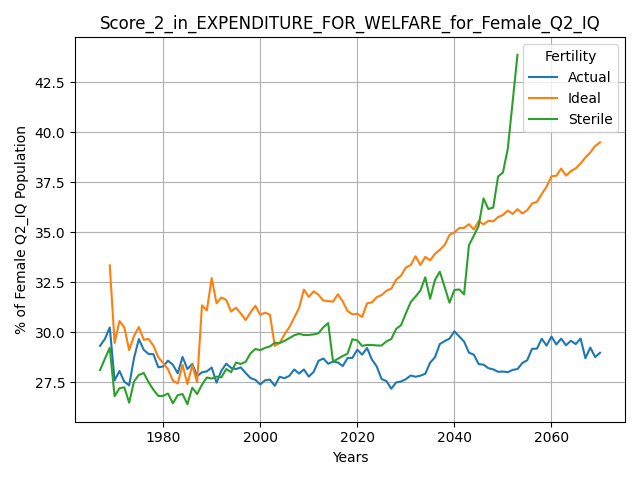 Score_2_in_EXPENDITURE_FOR_WELFARE_for_Female_Q2_IQ
Fertility
Actual
Ideal
Sterile
% of Female Q2_IQ Population
42.5
40.0
37.5
35.0
32.5
30.0
27.5
1980
2000
2020
2040
2060
Years